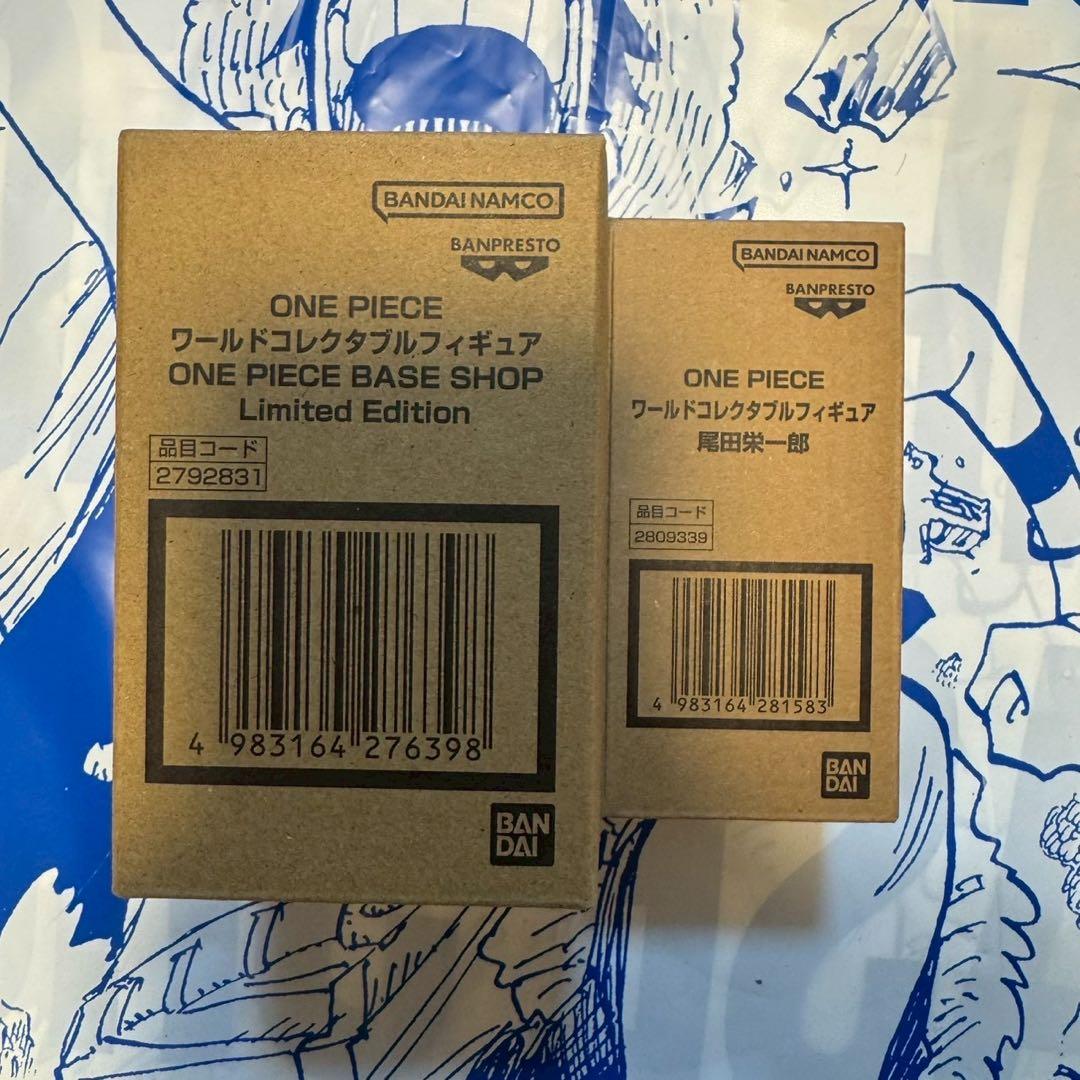 BANDAI NAMCO
BANPRESTO
ONE PIECE
ワールドコレクタブルフィギュア
ONE PIECE BASE SHOP
Limited Edition
品目コード
2792831
4 983164 276398
BAN
DAI
BANDAI NAMCO
BANPRESTO
ONE PIECE
ワールドコレクタブルフィギュア
尾田栄一郎
品目コード
2809339
4 983164 281583
BAN
DAI